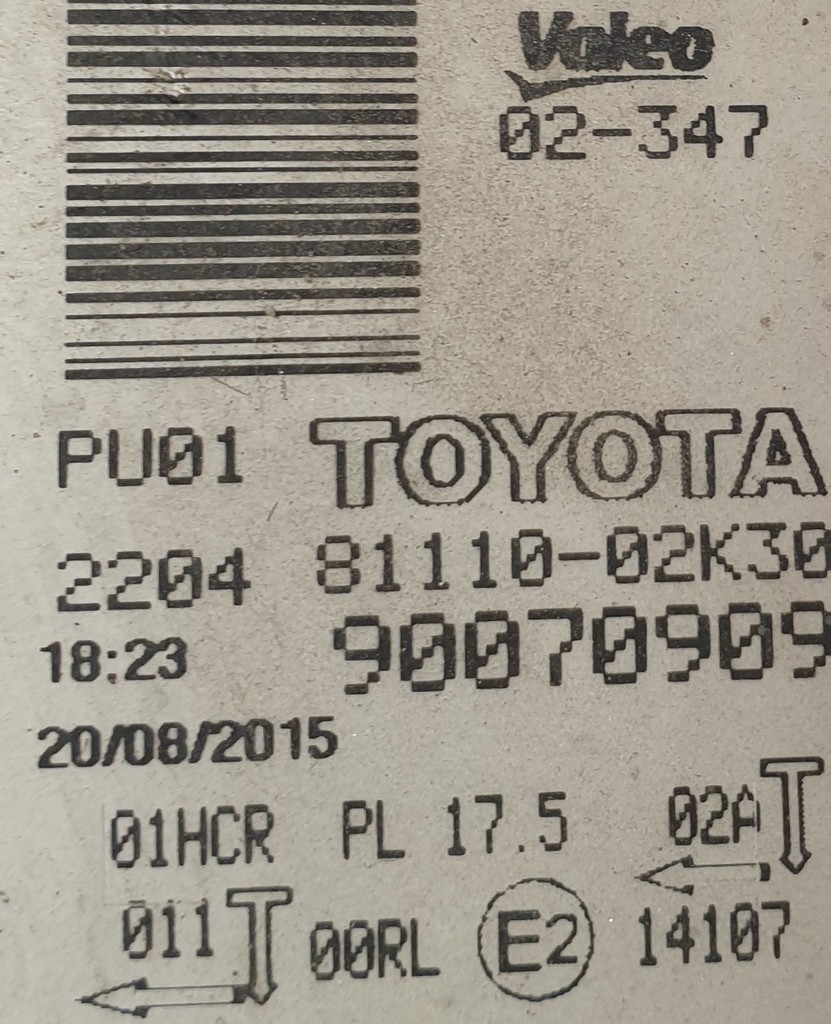 Valeo
02-347
PU01 TOYOTA
2204 81110-02K30
18:23 90070909
20/08/2015
01HCR PL 17.5 02A
011 00RL E2 14107